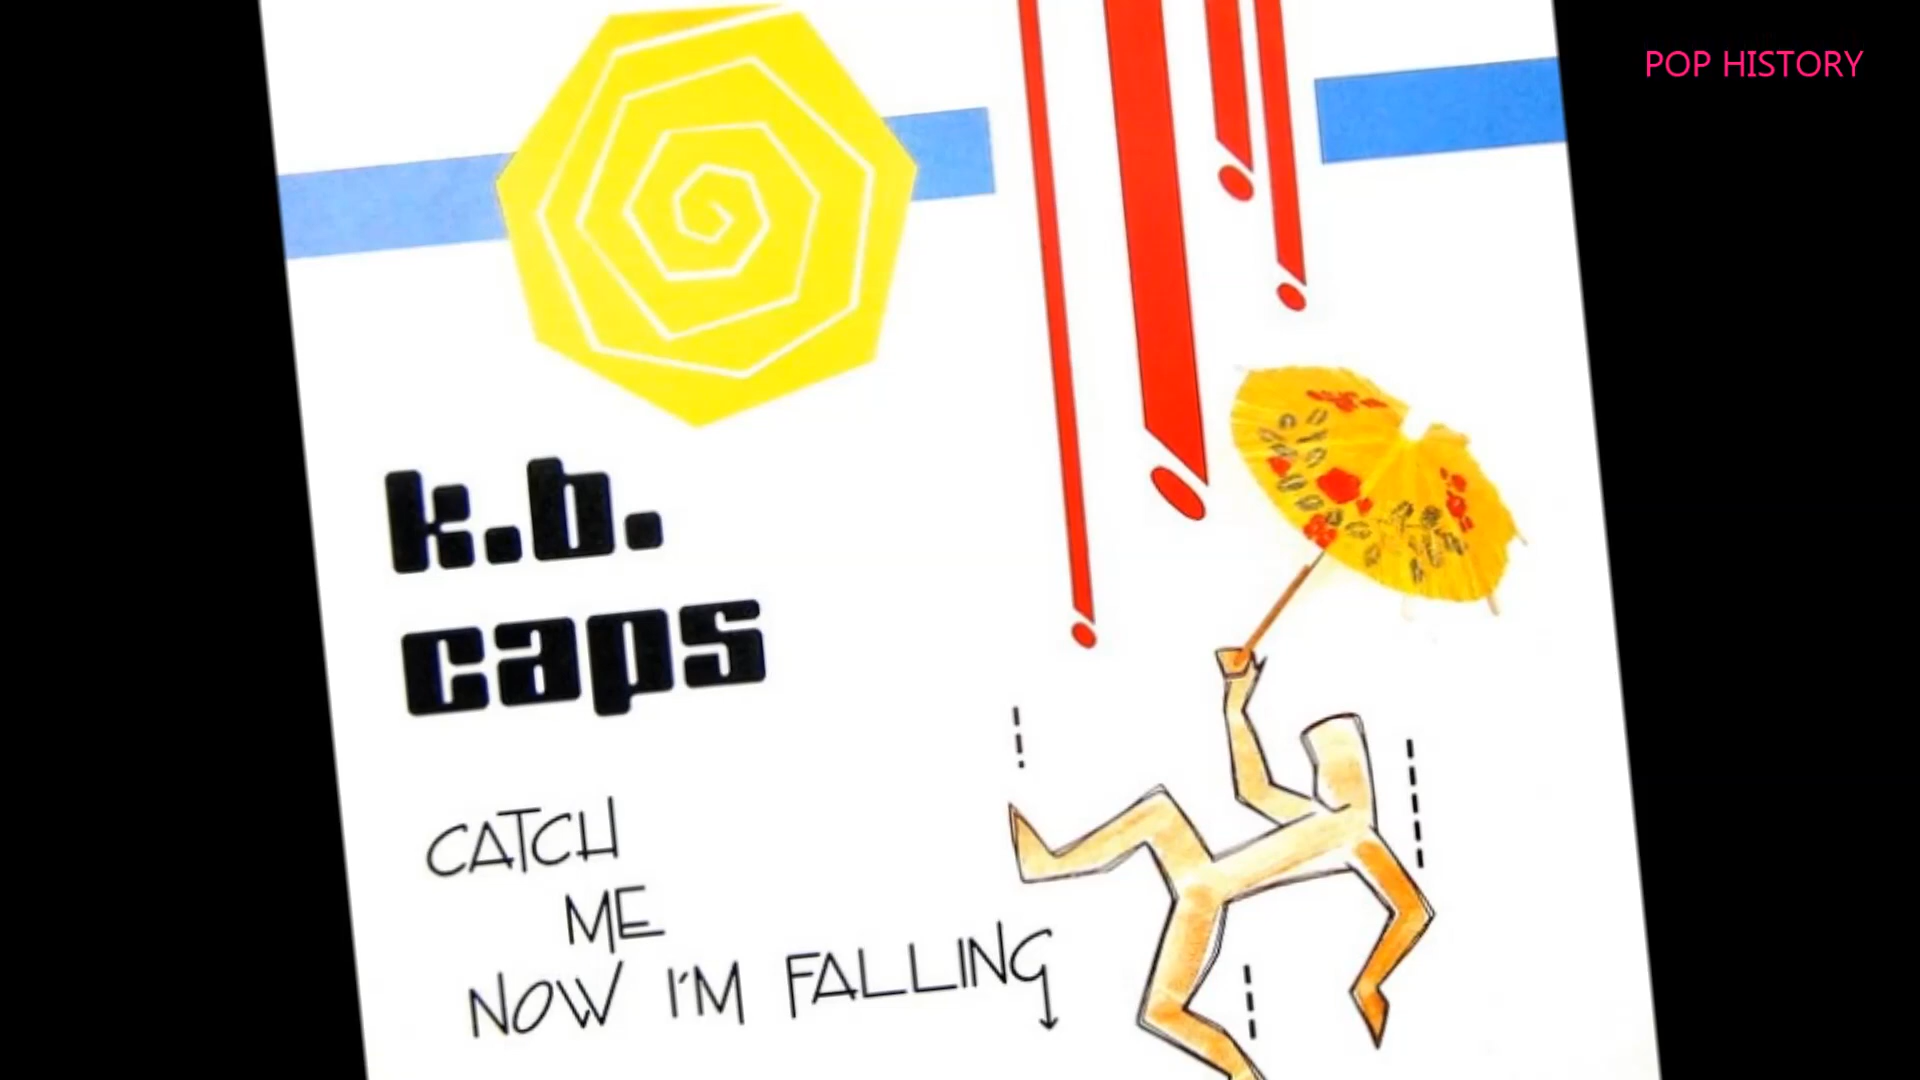 POP HISTORY
k.b.
caps
CATCH
ME
NOW I'M FALLING